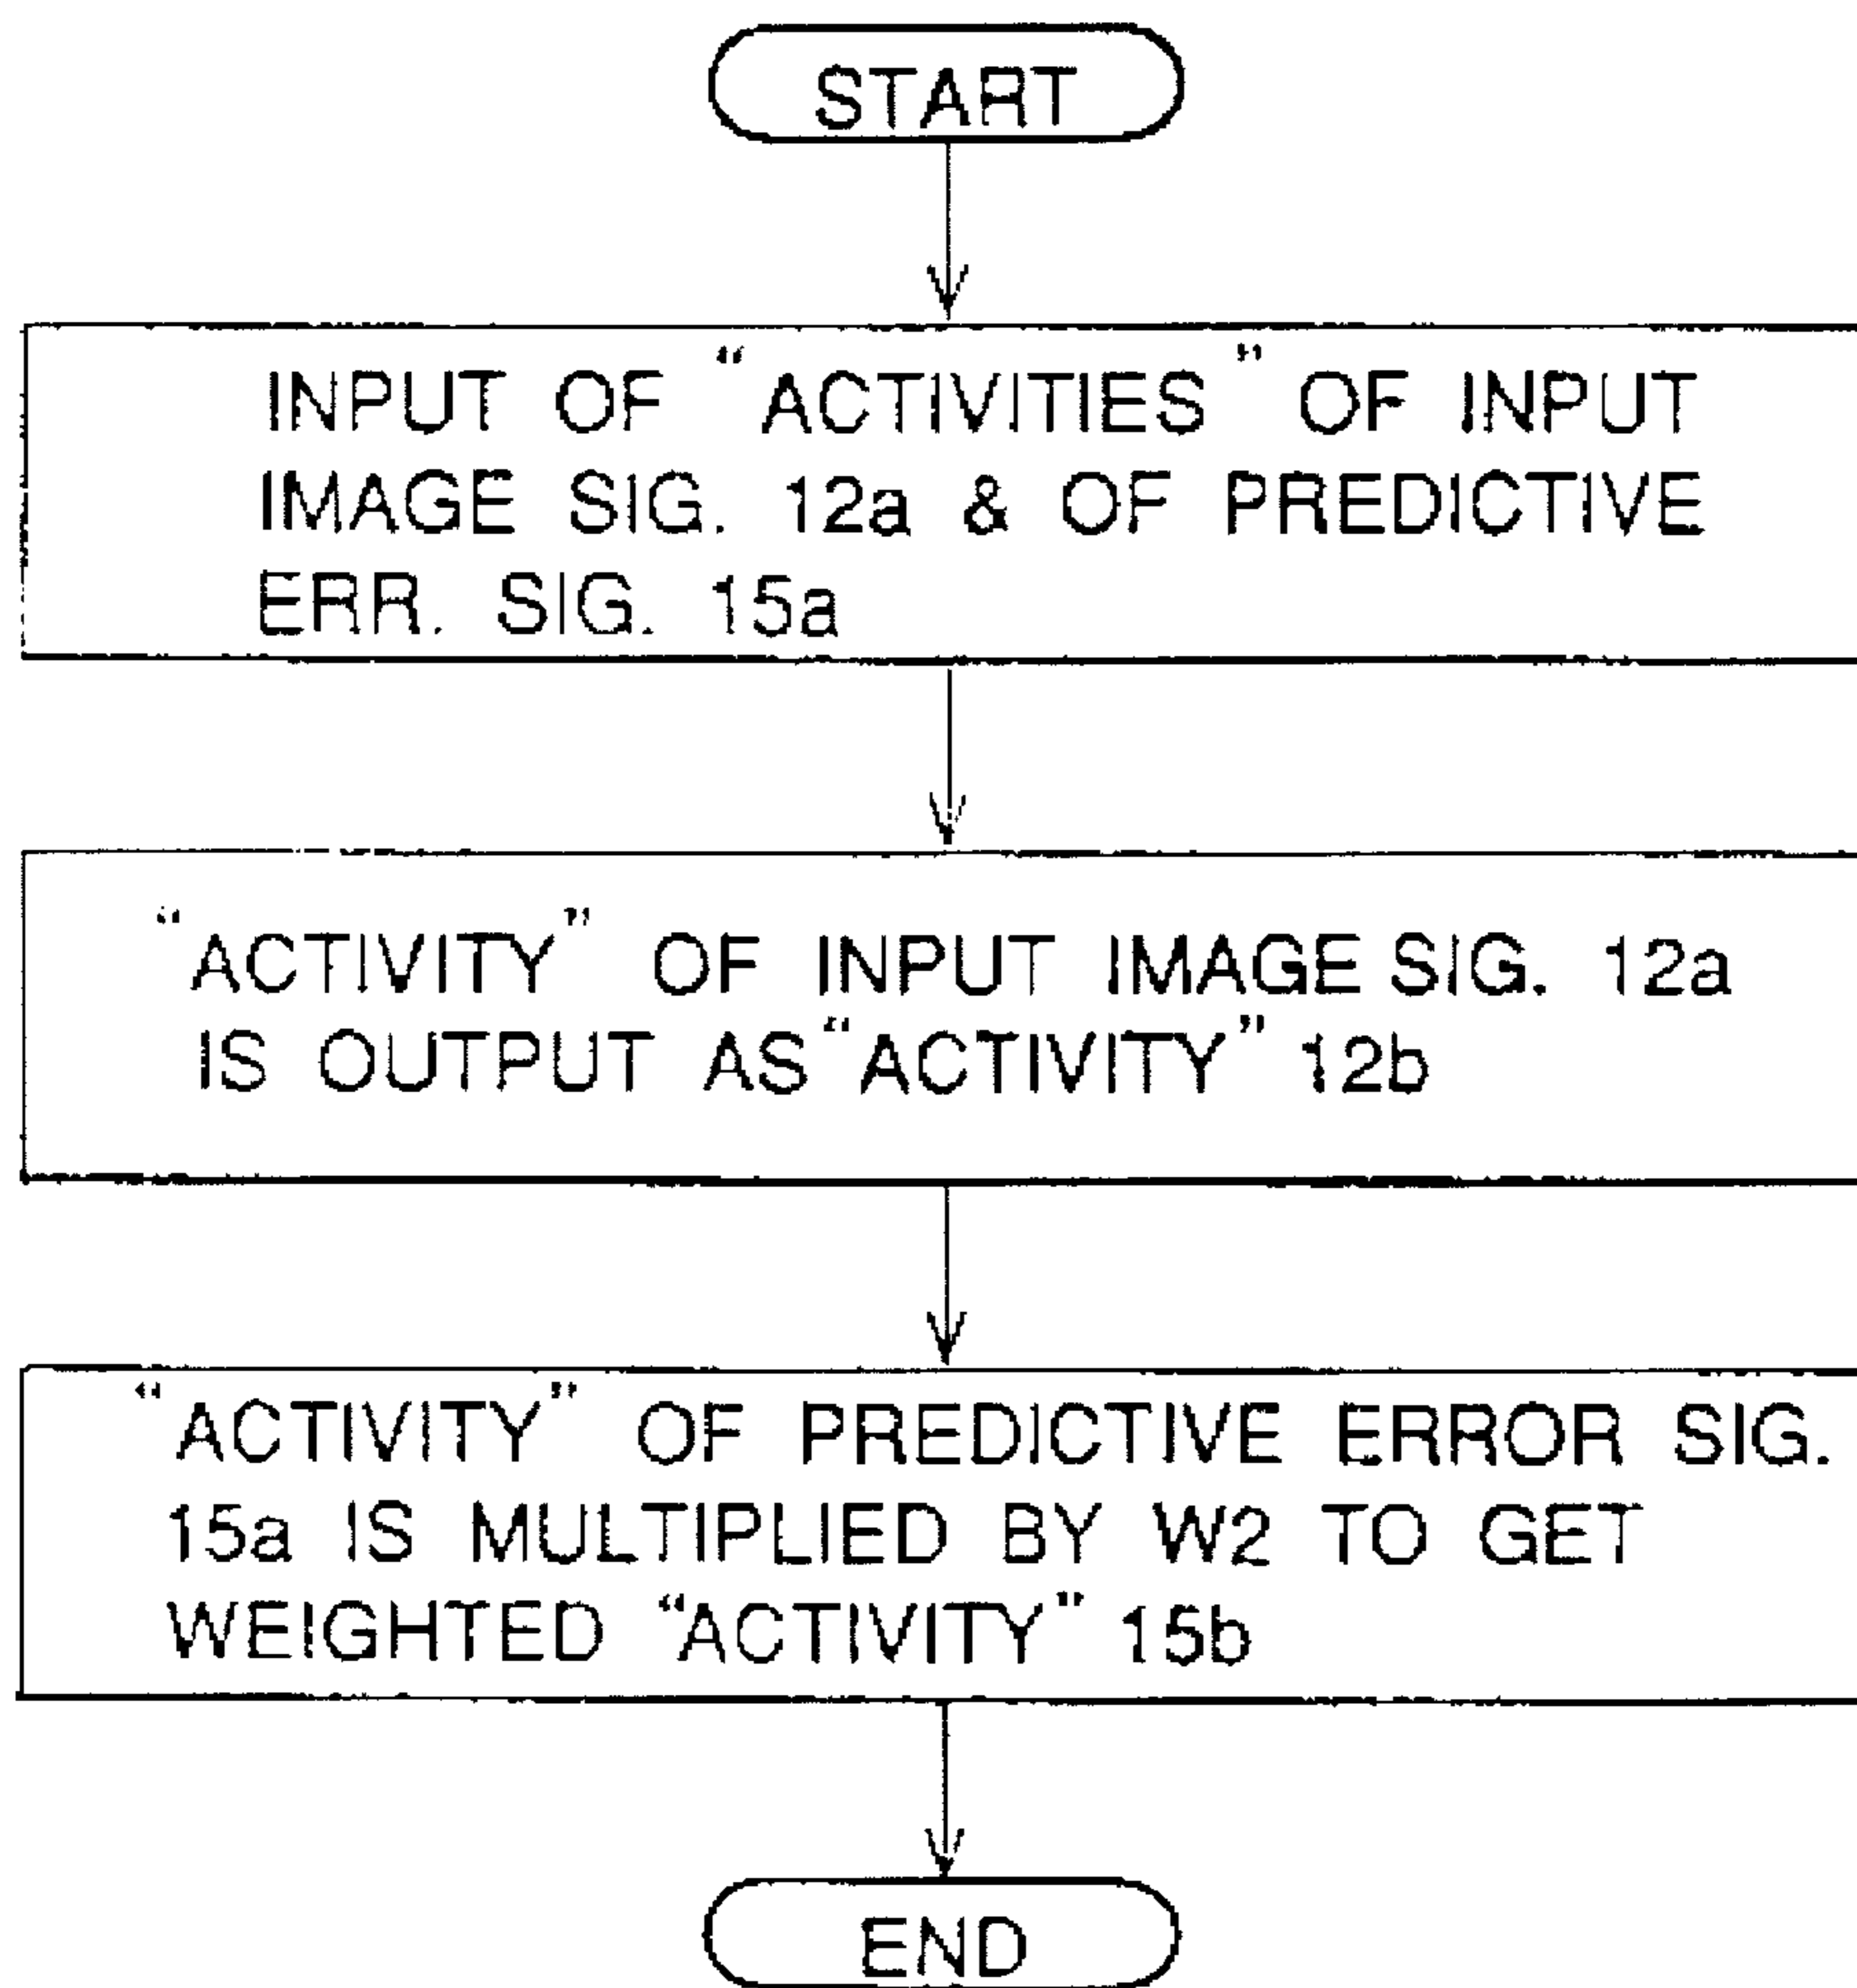 START
INPUT OF "ACTIVITIES" OF INPUT
IMAGE SIG. 12a & OF PREDICTIVE
ERR. SIG. 15a
"ACTIVITY" OF INPUT IMAGE SIG. 12a
IS OUTPUT AS "ACTIVITY" 12b
"ACTIVITY" OF PREDICTIVE ERROR SIG.
15a IS MULTIPLIED BY W2 TO GET
WEIGHTED "ACTIVITY" 15b
END